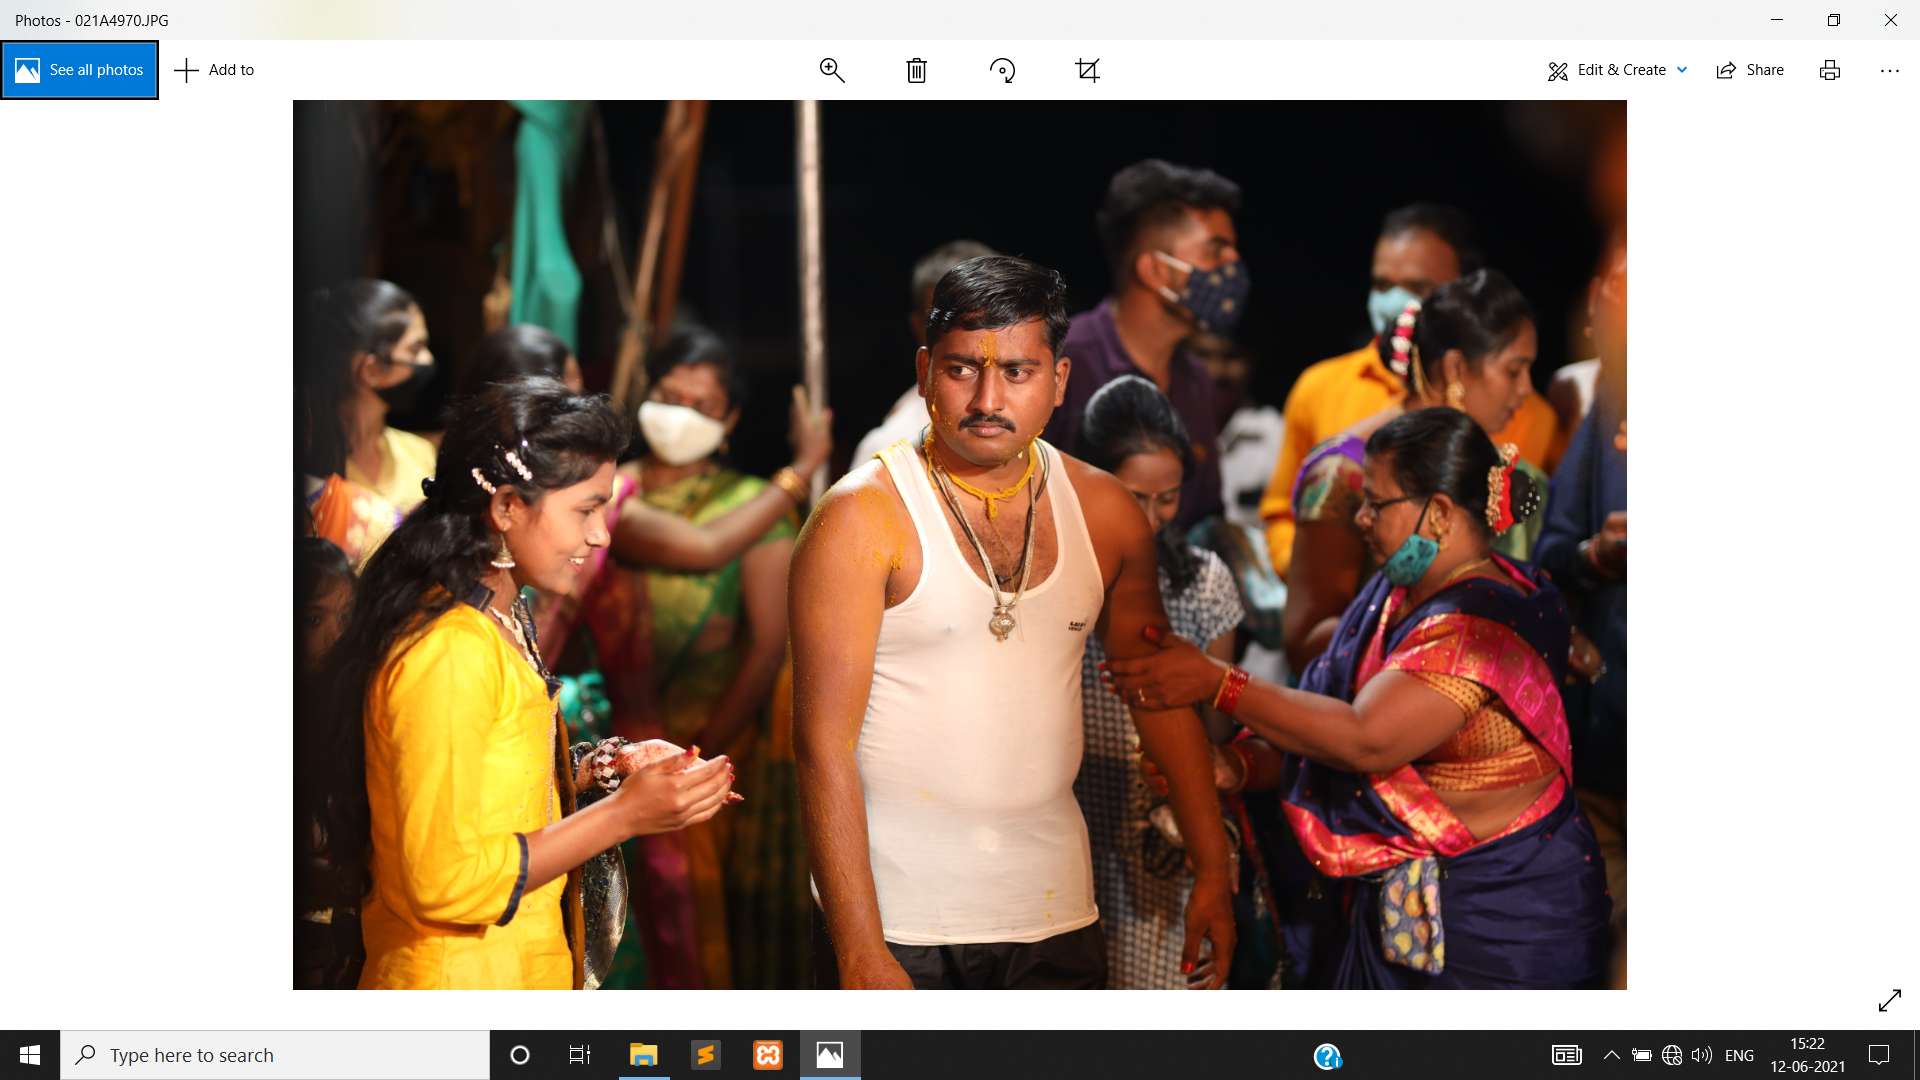 Photos - 021A4970.JPG
See all photos
Add to
Edit & Create
Share
Type here to search
ENG
15:22
12-06-2021